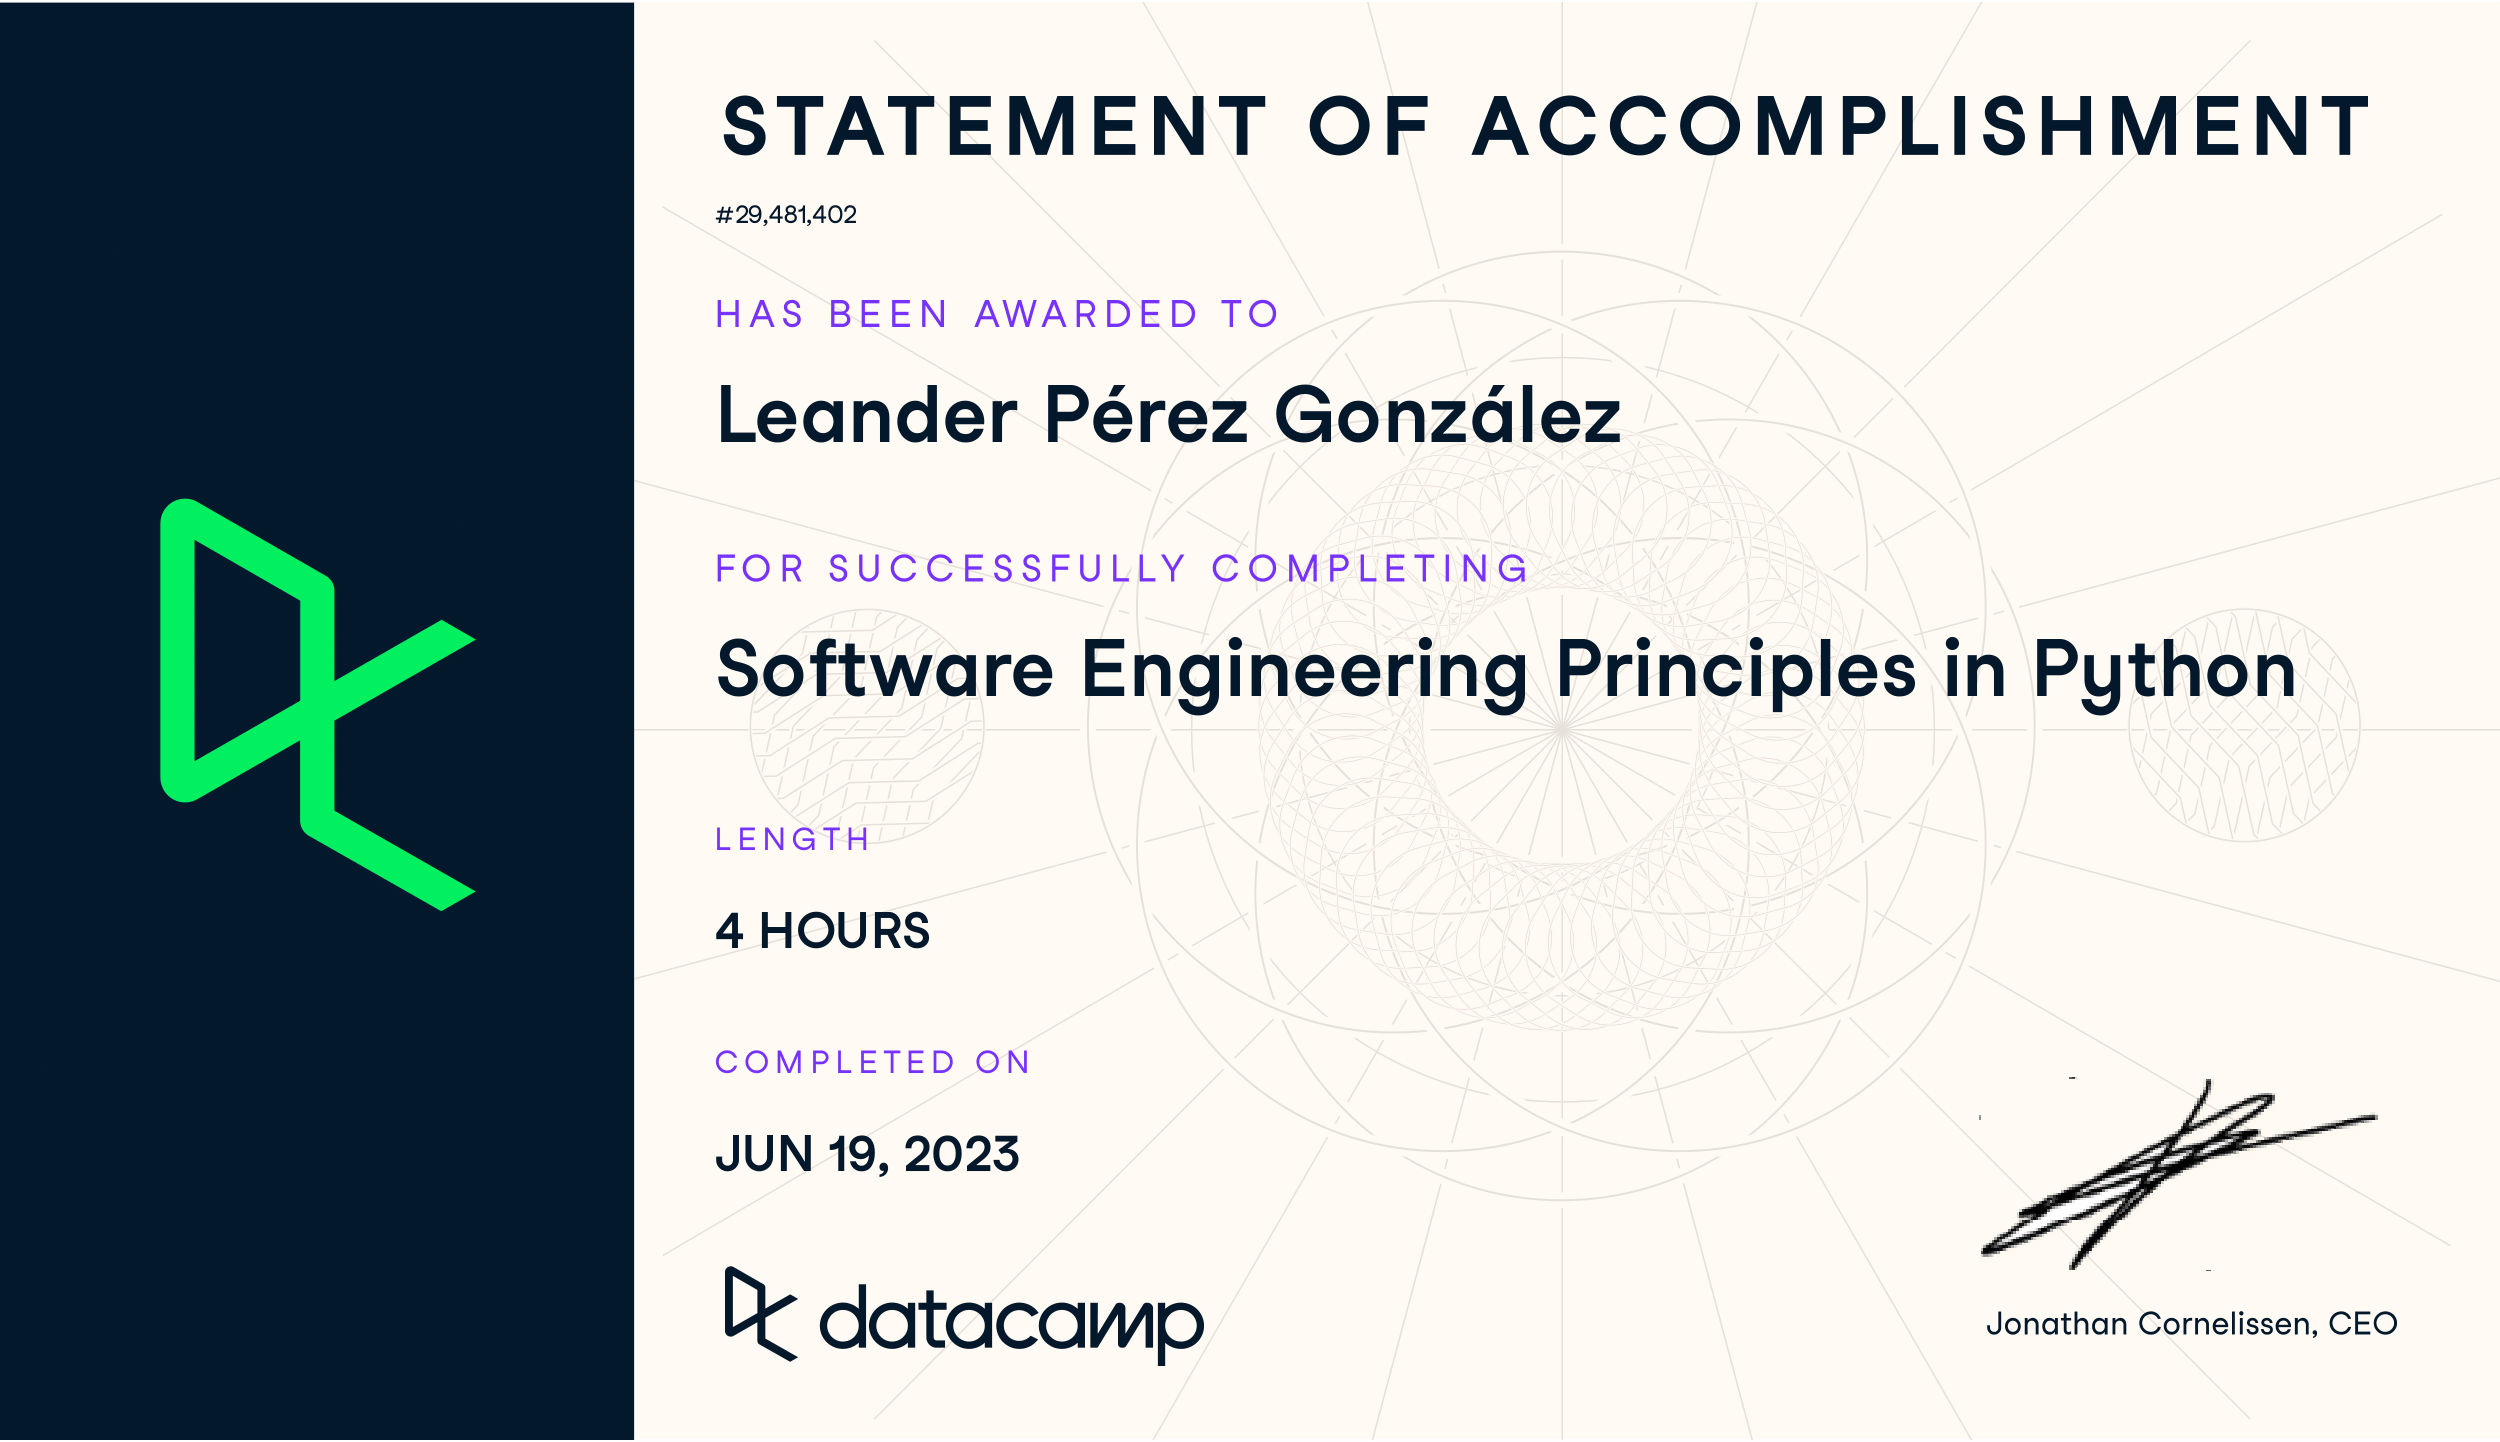 STATEMENT OF ACCOMPLISHMENT
#29,481,402
HAS BEEN AWARDED TO
Leander Pérez González
FOR SUCCESSFULLY COMPLETING
Software Engineering Principles in Python
LENGTH
4 HOURS
COMPLETED ON
JUN 19, 2023
datacamp
Jonathan Cornelissen, CEO